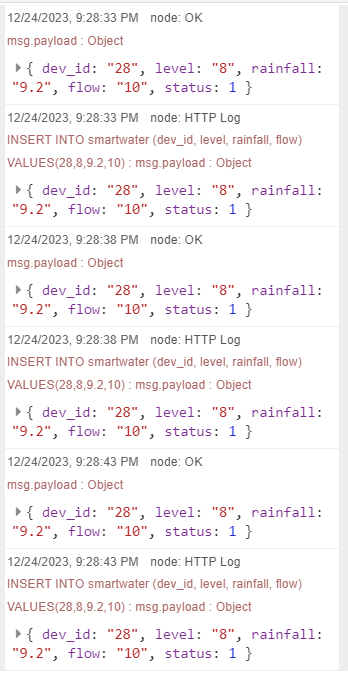 12/24/2023, 9:28:33 PM node: OK
msg.payload : Object
▶ { dev_id: "28", level: "8", rainfall:
"9.2", flow: "10", status: 1 }
12/24/2023, 9:28:33 PM node: HTTP Log
INSERT INTO smartwater (dev_id, level, rainfall, flow)
VALUES(28,8,9.2,10) : msg.payload : Object
▶ { dev_id: "28", level: "8", rainfall:
"9.2", flow: "10", status: 1 }
12/24/2023, 9:28:38 PM node: OK
msg.payload : Object
▶ { dev_id: "28", level: "8", rainfall:
"9.2", flow: "10", status: 1 }
12/24/2023, 9:28:38 PM node: HTTP Log
INSERT INTO smartwater (dev_id, level, rainfall, flow)
VALUES(28,8,9.2,10) : msg.payload : Object
▶ { dev_id: "28", level: "8", rainfall:
"9.2", flow: "10", status: 1 }
12/24/2023, 9:28:43 PM node: OK
msg.payload : Object
▶ { dev_id: "28", level: "8", rainfall:
"9.2", flow: "10", status: 1 }
12/24/2023, 9:28:43 PM node: HTTP Log
INSERT INTO smartwater (dev_id, level, rainfall, flow)
VALUES(28,8,9.2,10) : msg.payload : Object
▶ { dev_id: "28", level: "8", rainfall:
"9.2", flow: "10", status: 1 }